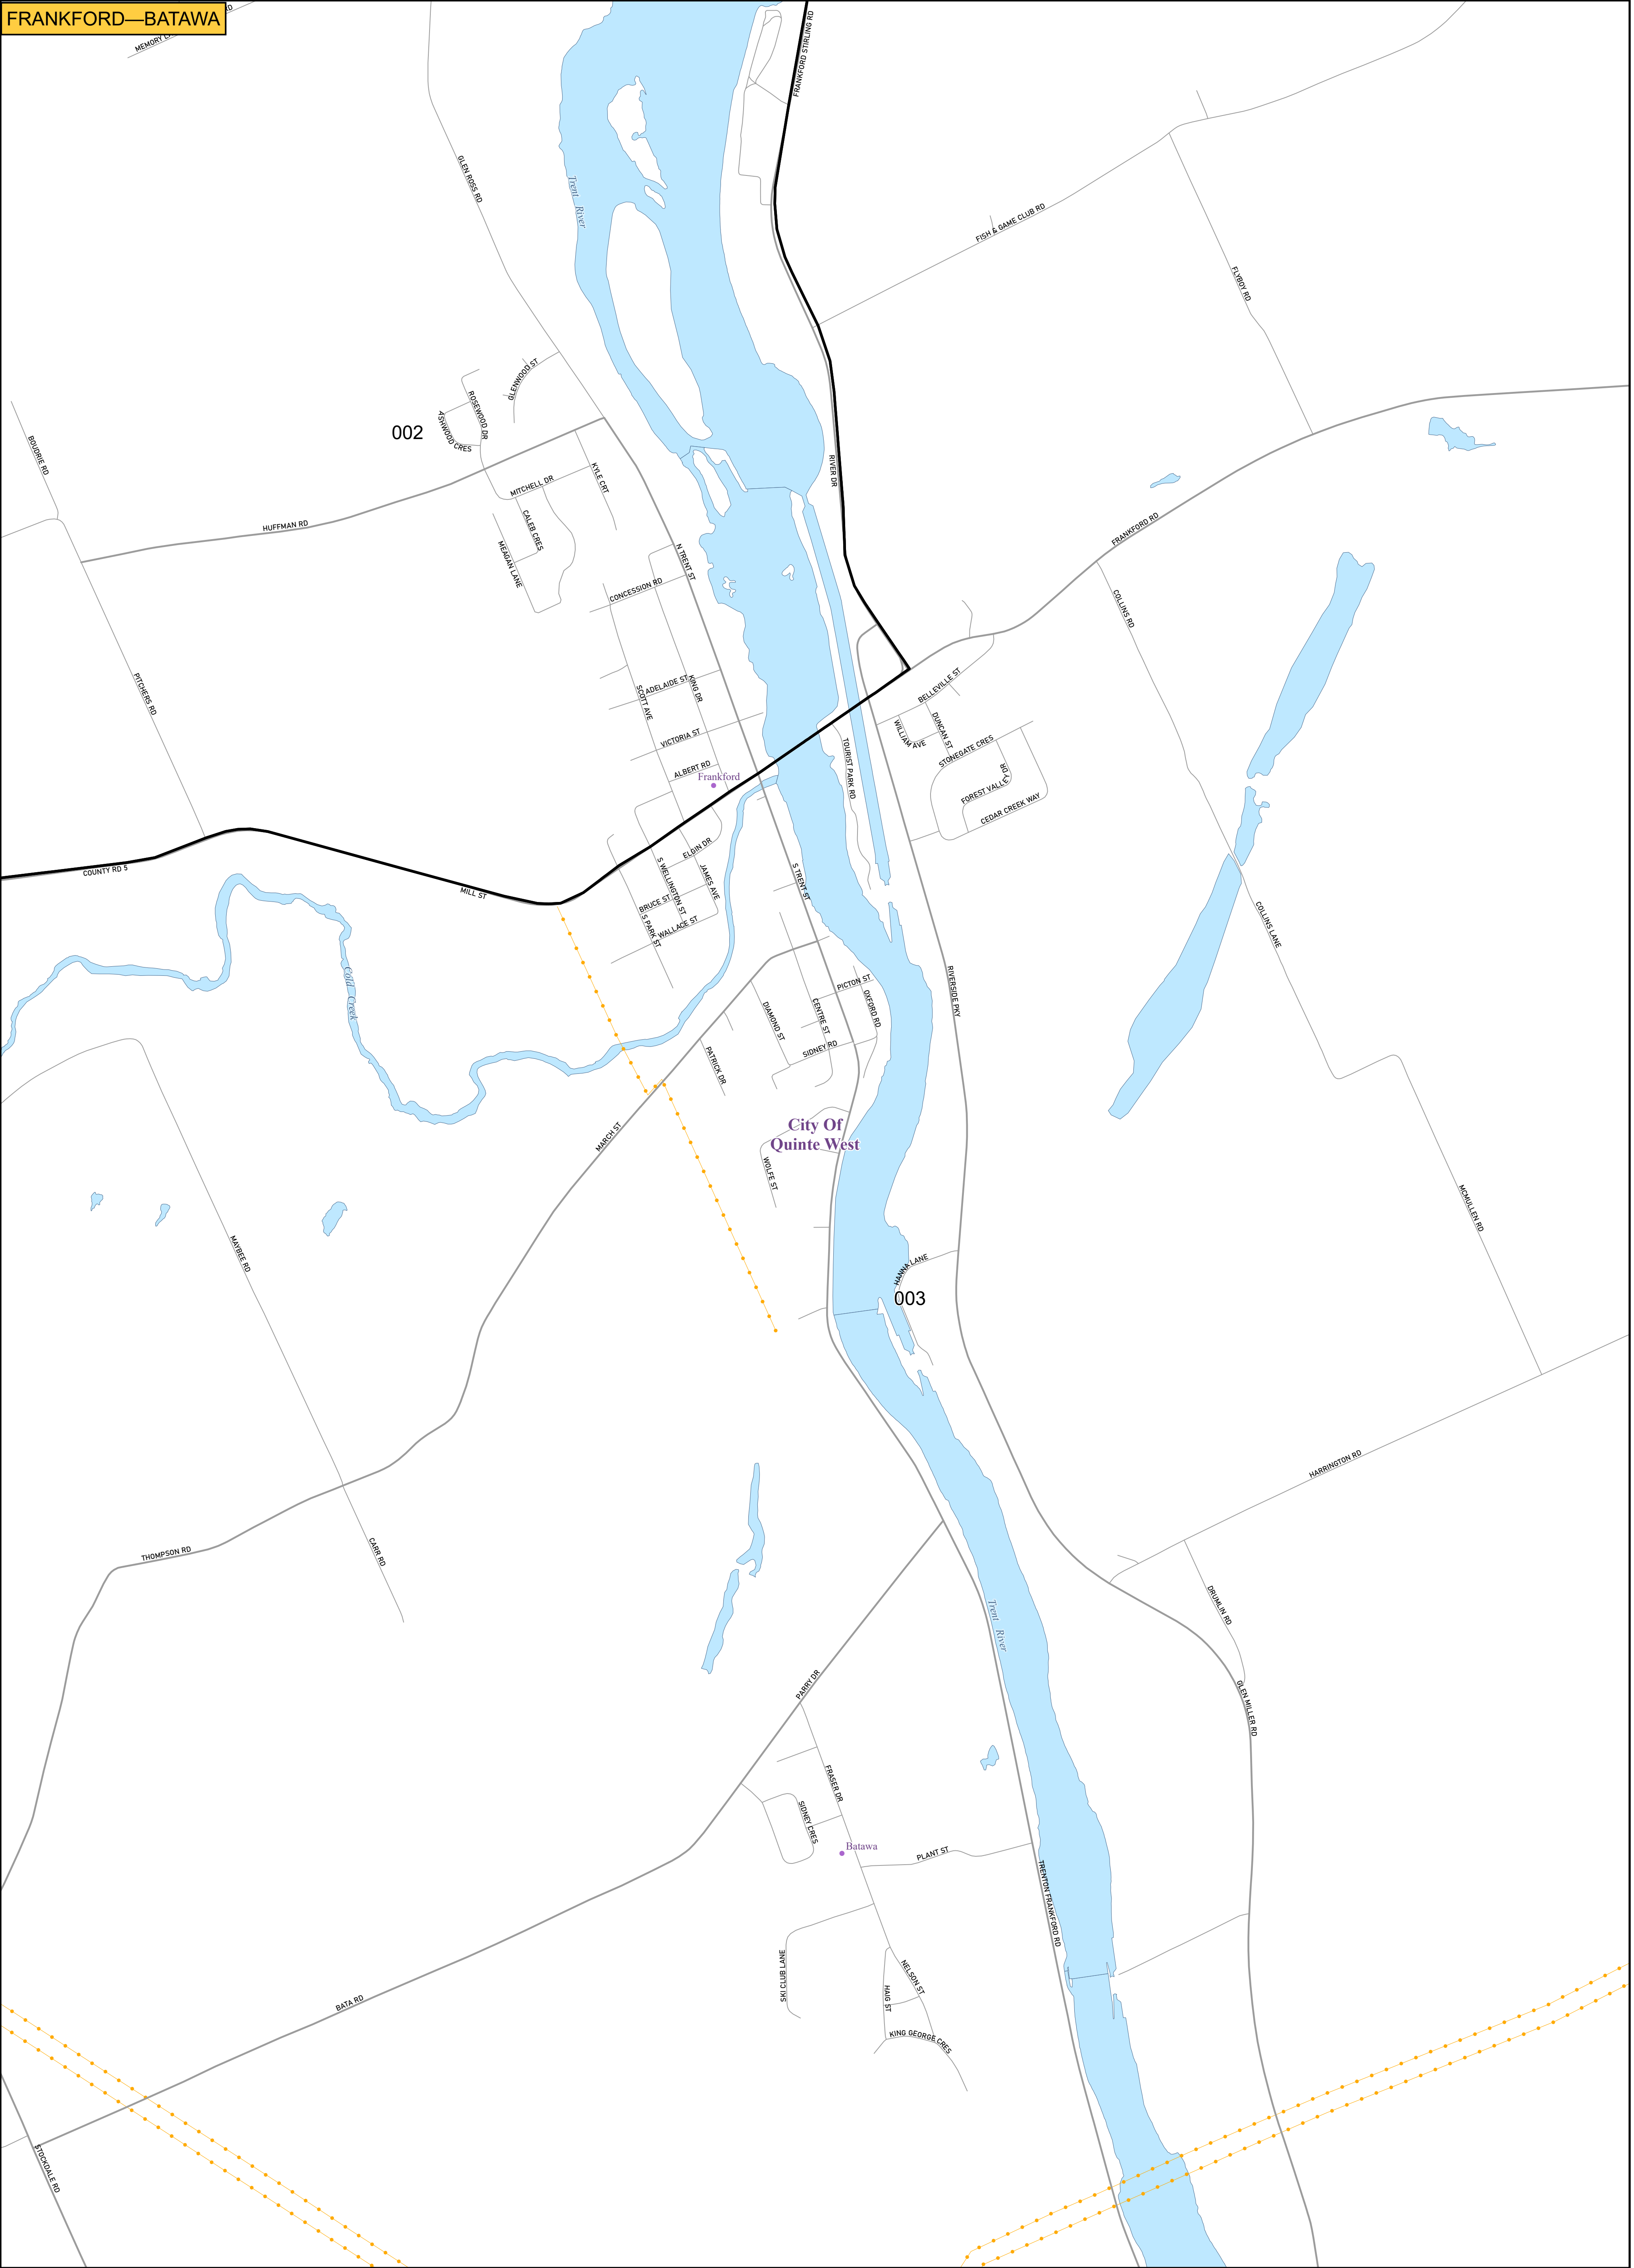 FRANKFORD—BATAWA
RD
FRANKFORD STIRLING RD
GLEN ROSS RD
Trent River
FISH & GAME CLUB RD
FLYBOY RD
GLENWOOD ST
ROSEWOOD DR
ASHWOOD CRES
002
BOUDRIE RD
RIVER DR
KYLE CRT
MITCHELL DR
CALEB CRES
HUFFMAN RD
FRANKFORD RD
MEAGAN LANE
N TRENT ST
CONCESSION RD
COLLINS RD
PITCHERS RD
ADELAIDE ST
KING DR
SCOTT AVE
BELLEVILLE ST
DUNCAN ST
WILLIAM AVE
VICTORIA ST
STONEGATE CRES
TOURIST PARK RD
ALBERT RD
Frankford
FOREST VALLEY DR
CEDAR CREEK WAY
ELGIN DR
COUNTY RD 5
MILL ST
S WELLINGTON ST
JAMES AVE
S TRENT ST
BRUCE ST
WALLACE ST
S PARK ST
COLLINS LANE
Cold Creek
RIVERSIDE PKY
PICTON ST
OXFORD RD
CENTRE ST
DIAMOND ST
SIDNEY RD
PATRICK DR
City Of
Quinte West
MARCH ST
WOLFE ST
MCMULLEN RD
MAYBEE RD
HANNA LANE
003
HARRINGTON RD
THOMPSON RD
CARR RD
DRUMLIN RD
Trent River
PARRY DR
GLEN MILLER RD
FRASER DR
SIDNEY CRES
Batawa
PLANT ST
TRENTON FRANKFORD RD
SKI CLUB LANE
NELSON ST
HAIG ST
BATA RD
KING GEORGE CRES
STOCKDALE RD